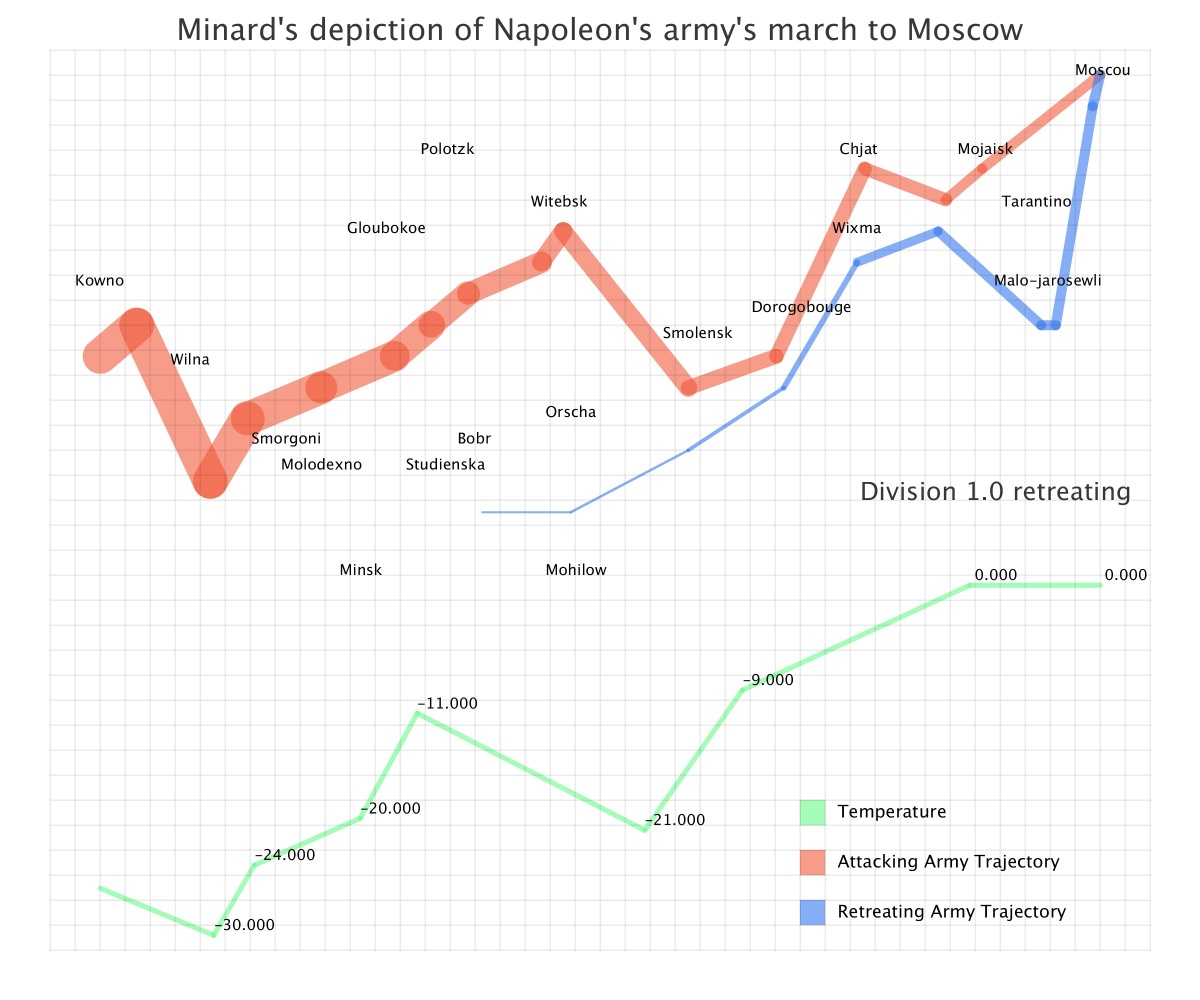 Minard's depiction of Napoleon's army's march to Moscow
Moscou
Polotzk
Chjat
Mojaisk
Witebsk
Tarantino
Gloubokoe
Wixma
Kowno
Malo-jarosewli
Dorogobouge
Smolensk
Wilna
Orscha
Smorgoni
Bobr
Molodexno
Studienska
Division 1.0 retreating
Minsk
Mohilow
0.000
0.000
-9.000
-11.000
-20.000
-21.000
-24.000
-30.000
Temperature
Attacking Army Trajectory
Retreating Army Trajectory